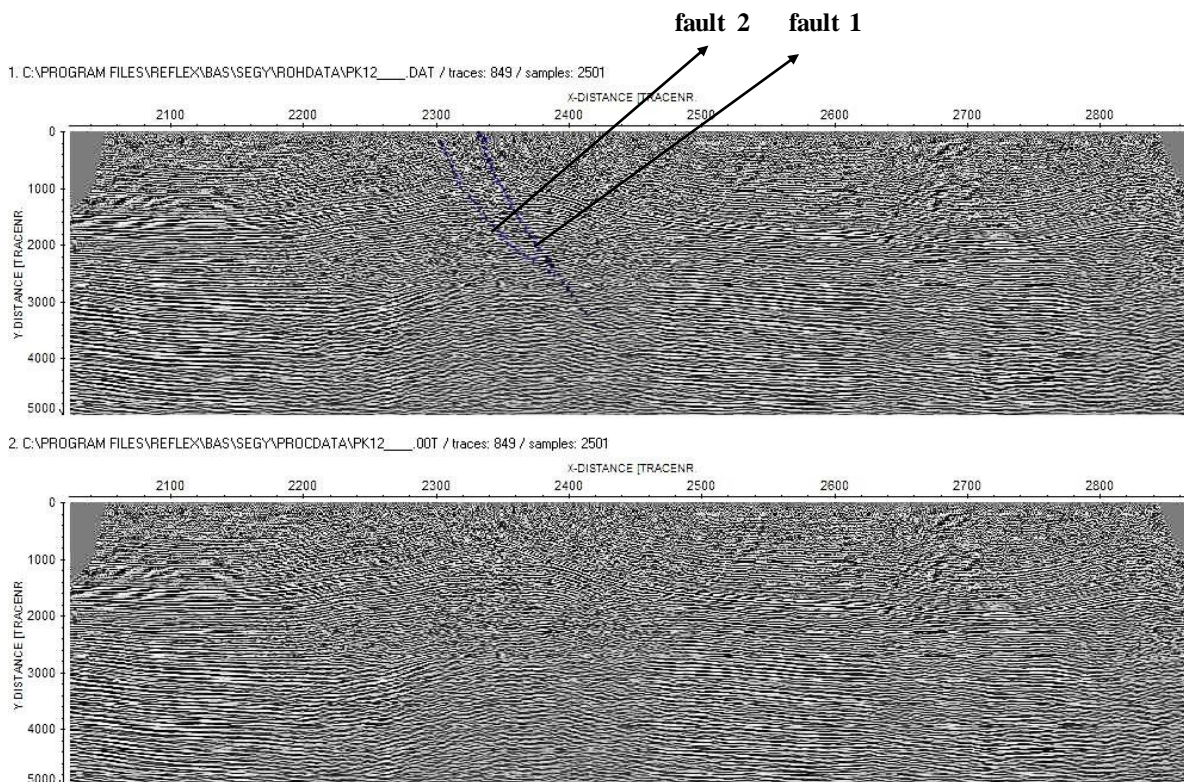 fault 2 fault 1
1. C:\PROGRAM FILES\REFLEX\BAS\SEGY\ROHDATA\PK12____.DAT / traces: 849 / samples: 2501
X-DISTANCE [TRACENR.
2100 2200 2300 2400 2500 2600 2700 2800
0
1000
2000
3000
4000
5000
Y DISTANCE [TRACENR.
2. C:\PROGRAM FILES\REFLEX\BAS\SEGY\PROCDATA\PK12____.00T / traces: 849 / samples: 2501
X-DISTANCE [TRACENR.
2100 2200 2300 2400 2500 2600 2700 2800
0
1000
2000
3000
4000
5000
Y DISTANCE [TRACENR